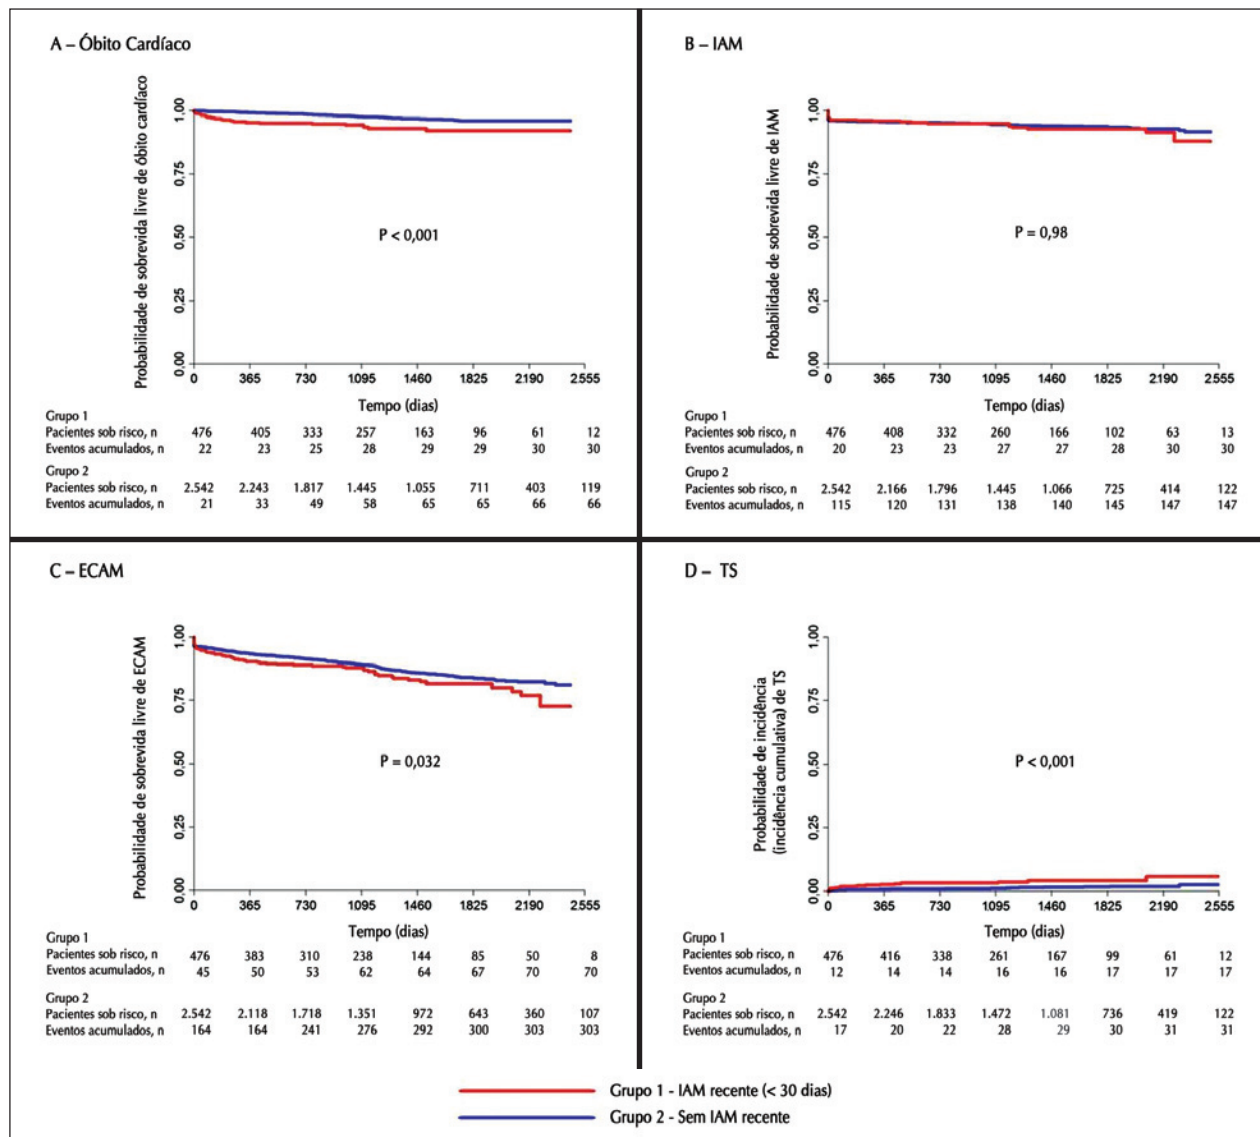 A – Óbito Cardíaco
Probabilidade de sobrevida livre de óbito cardíaco
1,00
0,75
0,50
0,25
0,00
P < 0,001
0 365 730 1095 1460 1825 2190 2555
Tempo (dias)
Grupo 1
Pacientes sob risco, n 476 405 333 257 163 96 61 12
Eventos acumulados, n 22 23 25 28 29 29 30 30
Grupo 2
Pacientes sob risco, n 2.542 2.243 1.817 1.445 1.055 711 403 119
Eventos acumulados, n 21 33 49 58 65 65 66 66
B – IAM
Probabilidade de sobrevida livre de IAM
1,00
0,75
0,50
0,25
0,00
P = 0,98
0 365 730 1095 1460 1825 2190 2555
Tempo (dias)
Grupo 1
Pacientes sob risco, n 476 408 332 260 166 102 63 13
Eventos acumulados, n 20 23 23 27 27 28 30 30
Grupo 2
Pacientes sob risco, n 2.542 2.166 1.796 1.445 1.066 725 414 122
Eventos acumulados, n 115 120 131 138 140 145 147 147
C – ECAM
Probabilidade de sobrevida livre de ECAM
1,00
0,75
0,50
0,25
0,00
P = 0,032
0 365 730 1095 1460 1825 2190 2555
Tempo (dias)
Grupo 1
Pacientes sob risco, n 476 383 310 238 144 85 50 8
Eventos acumulados, n 45 50 53 62 64 67 70 70
Grupo 2
Pacientes sob risco, n 2.542 2.118 1.718 1.351 972 643 360 107
Eventos acumulados, n 164 164 241 276 292 300 303 303
D – TS
Probabilidade de incidência
(incidência cumulativa) de TS
1,00
0,75
0,50
0,25
0,00
P < 0,001
0 365 730 1095 1460 1825 2190 2555
Tempo (dias)
Grupo 1
Pacientes sob risco, n 476 416 338 261 167 99 61 12
Eventos acumulados, n 12 14 14 16 16 17 17 17
Grupo 2
Pacientes sob risco, n 2.542 2.246 1.833 1.472 1.081 736 419 122
Eventos acumulados, n 17 20 22 28 29 30 31 31
Grupo 1 - IAM recente (< 30 dias)
Grupo 2 - Sem IAM recente